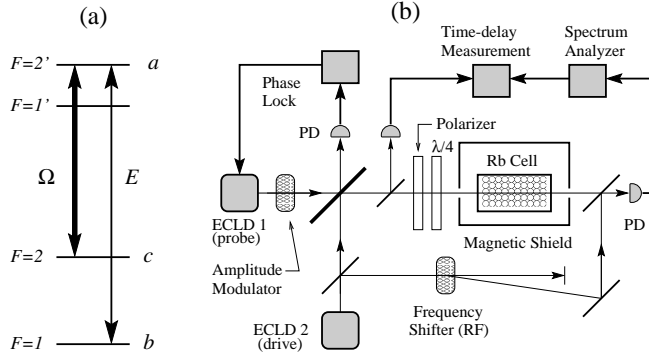 (a)
F=2' a
F=1'
Ω E
F=2 c
F=1 b
(b)
Time-delay
Measurement
Spectrum
Analyzer
Phase
Lock
PD
Polarizer
λ/4
Rb Cell
ECLD 1
(probe)
PD
Magnetic Shield
Amplitude
Modulator
Frequency
Shifter (RF)
ECLD 2
(drive)